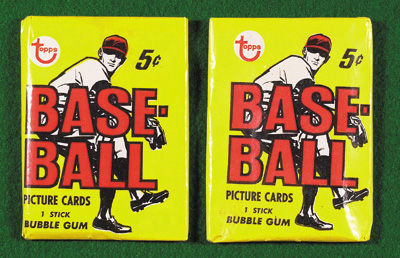 topps
5¢
BASE-
BALL
PICTURE CARDS
1 STICK
BUBBLE GUM
topps
5¢
BASE-
BALL
PICTURE CARDS
1 STICK
BUBBLE GUM